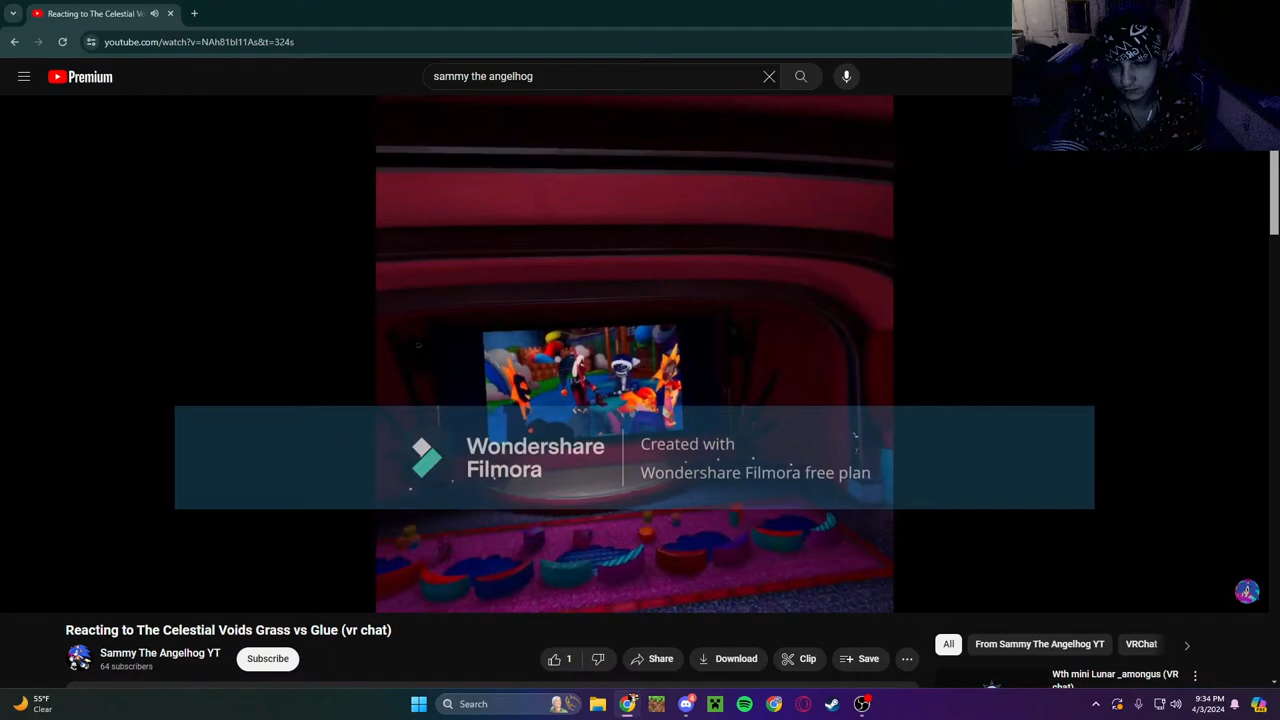 Reacting to The Celestial Vo
youtube.com/watch?v=NAh81bI11As&t=324s
Premium
sammy the angelhog
Wondershare
Filmora
Created with
Wondershare Filmora free plan
Reacting to The Celestial Voids Grass vs Glue (vr chat)
Sammy The Angelhog YT
64 subscribers
Subscribe
1
Share
Download
Clip
Save
All
From Sammy The Angelhog YT
VRChat
Wth mini Lunar _amongus (VR
chat)
55°F
Clear
Search
4
9:34 PM
4/3/2024